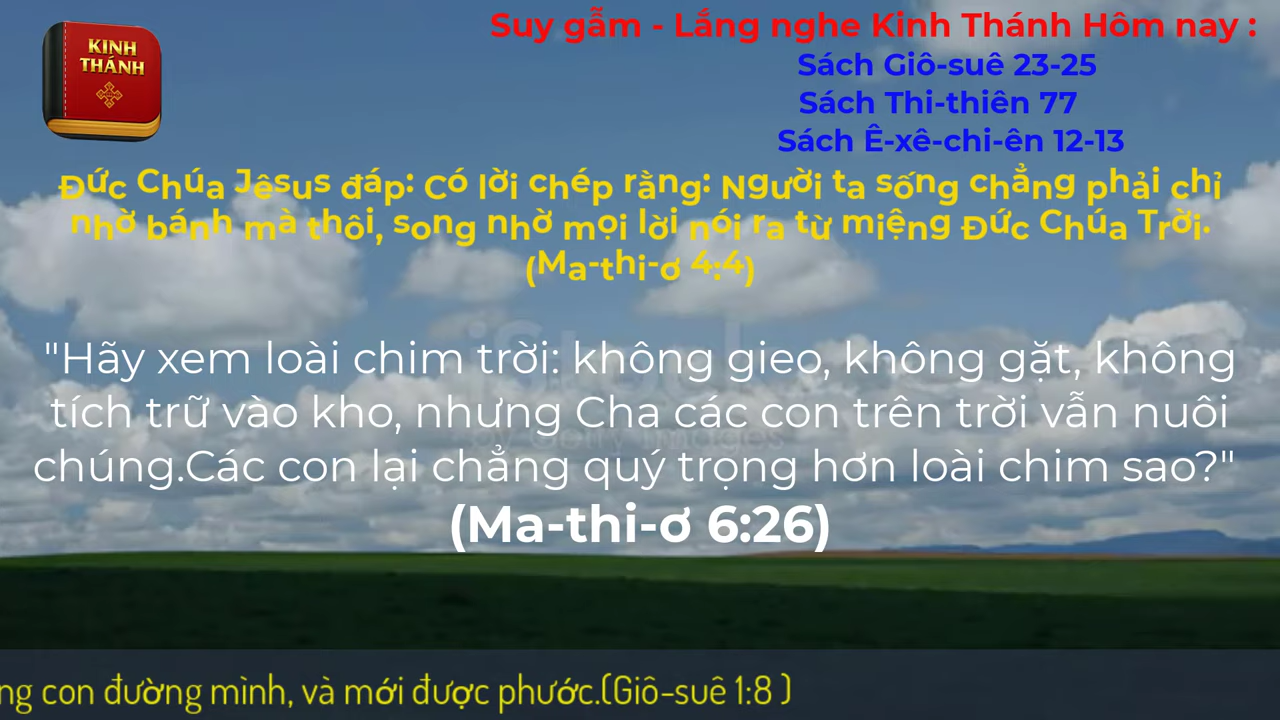 KINH
THÁNH
Suy gẫm - Lắng nghe Kinh Thánh Hôm nay :
Sách Giô-suê 23-25
Sách Thi-thiên 77
Sách Ê-xê-chi-ên 12-13
Đức Chúa Jêsus đáp: Có lời chép rằng: Người ta sống chẳng phải chỉ
nhờ bánh mà thôi, song nhờ mọi lời nói ra từ miệng Đức Chúa Trời.
(Ma-thi-ơ 4:4)
"Hãy xem loài chim trời: không gieo, không gặt, không
tích trữ vào kho, nhưng Cha các con trên trời vẫn nuôi
chúng.Các con lại chẳng quý trọng hơn loài chim sao?"
(Ma-thi-ơ 6:26)
ng con đường mình, và mới được phước.(Giô-suê 1:8 )